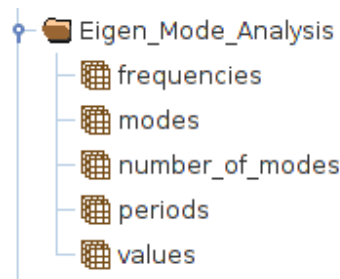 Eigen_Mode_Analysis
frequencies
modes
number_of_modes
periods
values